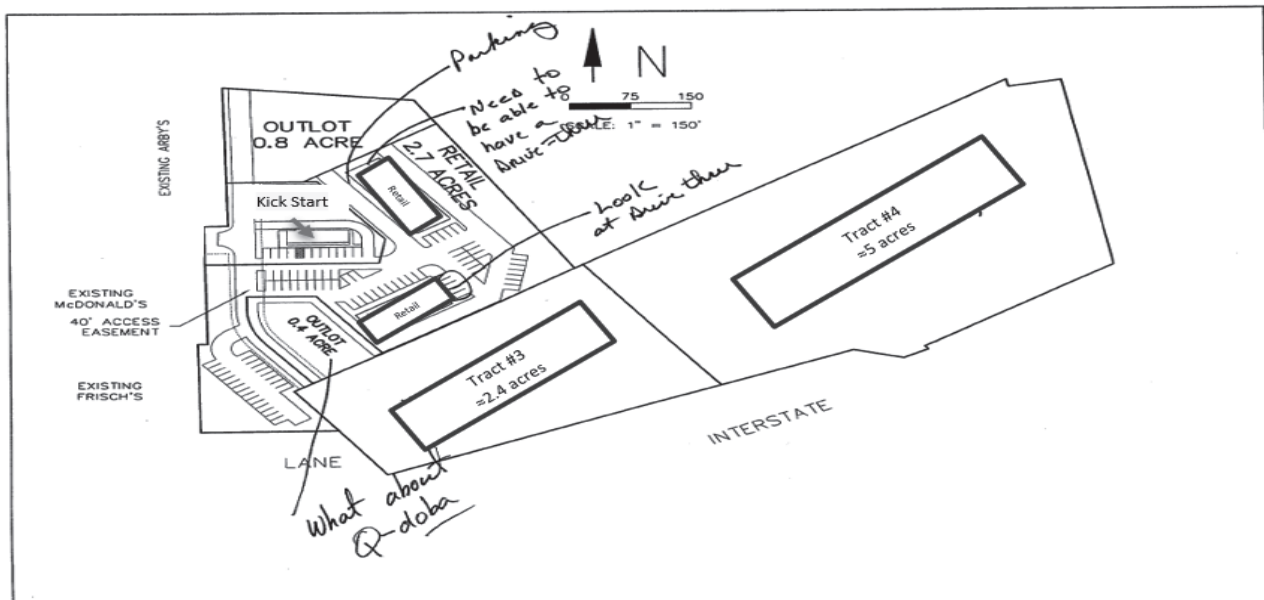 Parking
N
Need to
be able to
have a
Drive-thru
0 75 150
SCALE: 1" = 150'
EXISTING ARBY'S
OUTLOT
0.8 ACRE
RETAIL
2.7 ACRES
Retail
Kick Start
Look
at Drive thru
Tract #4
≈5 acres
EXISTING
McDONALD'S
40' ACCESS
EASEMENT
Retail
OUTLOT
0.4 ACRE
Tract #3
≈2.4 acres
EXISTING
FRISCH'S
INTERSTATE
LANE
What about
Q-doba